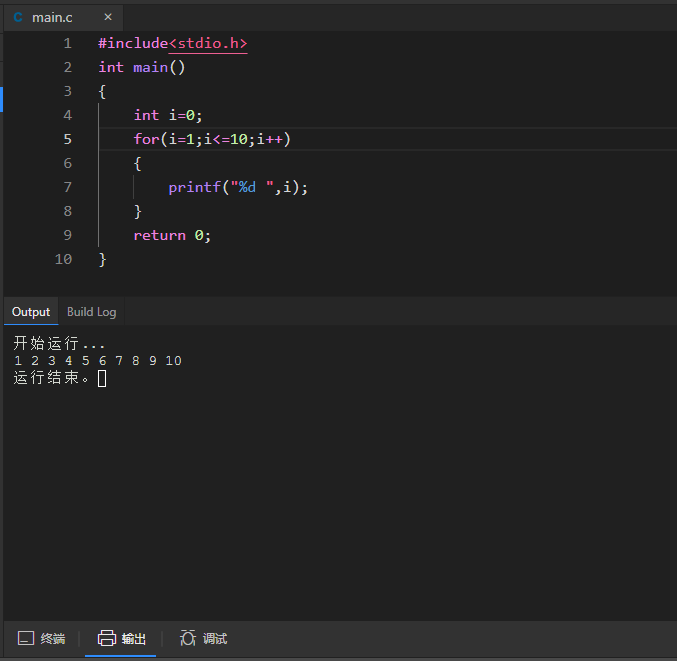 C main.c ×
1 #include<stdio.h>
2 int main()
3 {
4 int i=0;
5 for(i=1;i<=10;i++)
6 {
7 printf("%d ",i);
8 }
9 return 0;
10 }
Output Build Log
开始运行...
1 2 3 4 5 6 7 8 9 10
运行结束。
终端 输出 调试